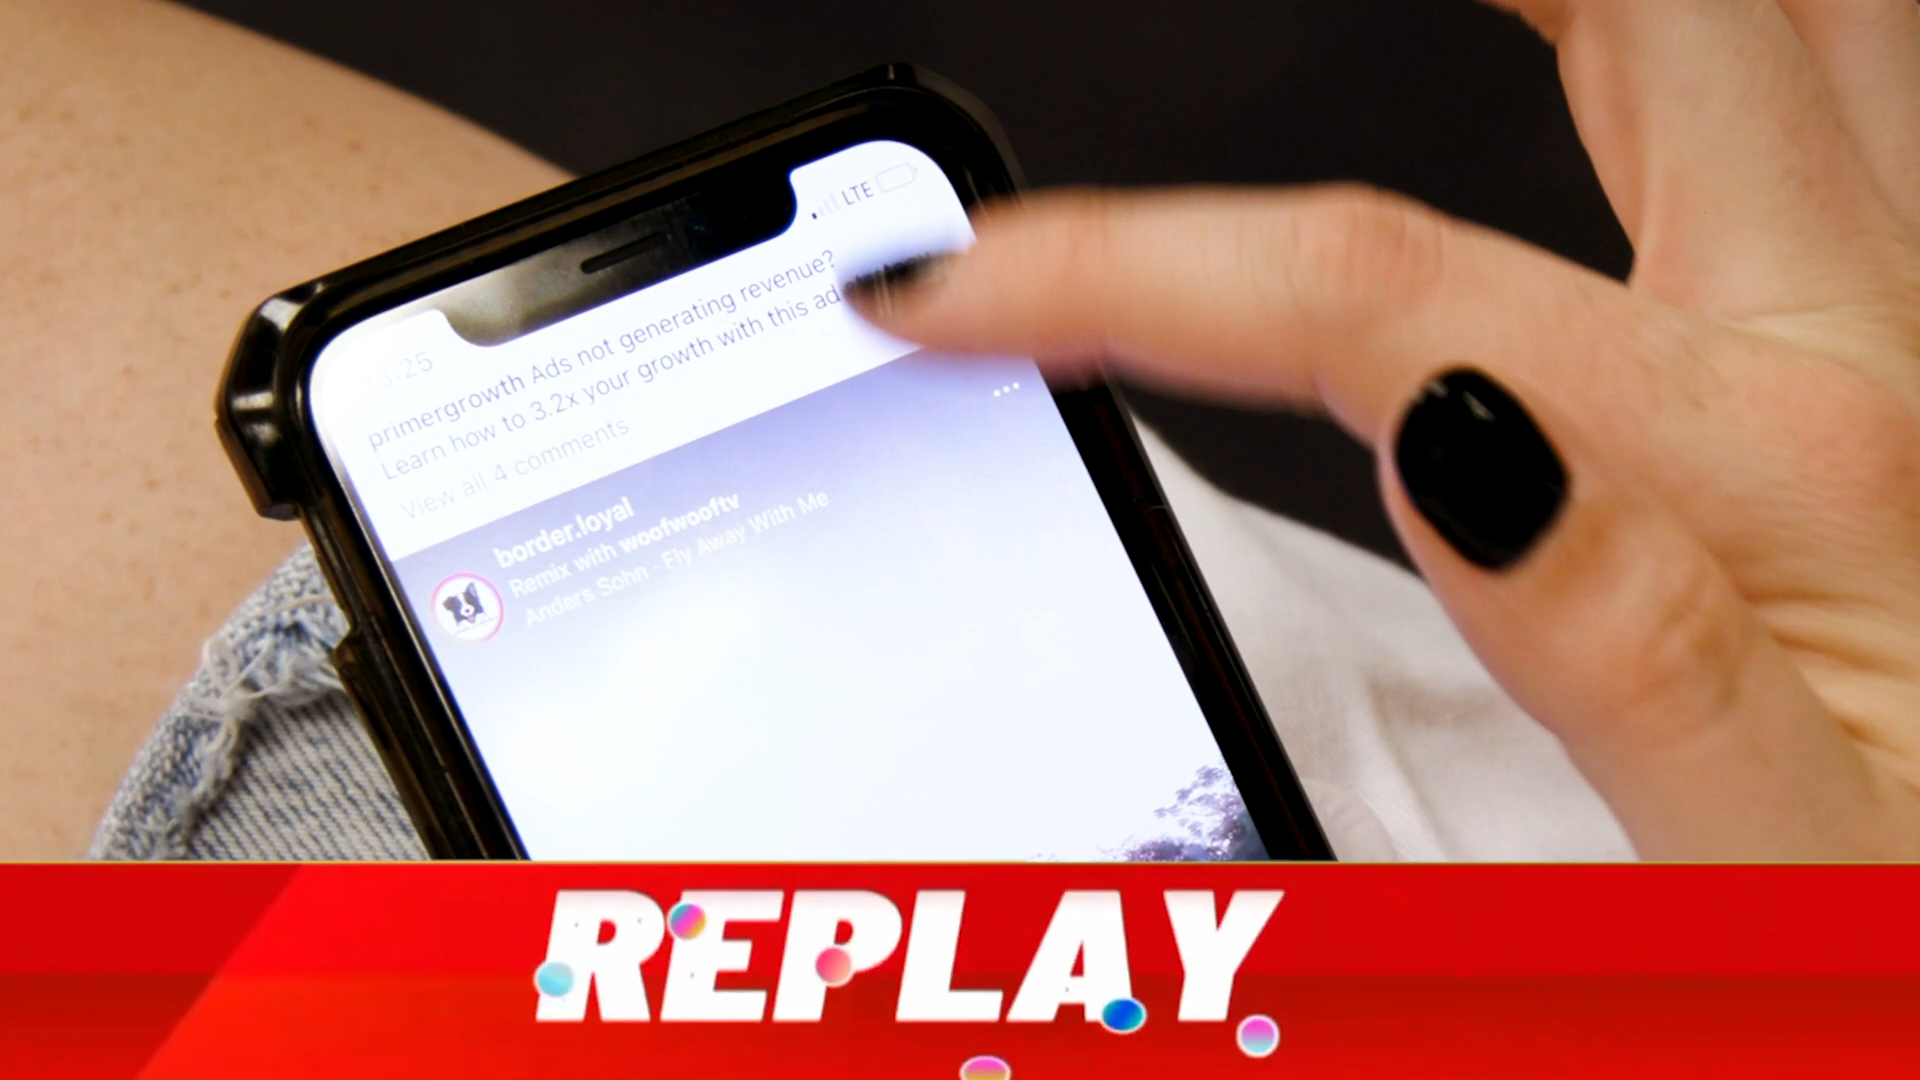 LTE
primergrowth Ads not generating revenue?
Learn how to 3.2x your growth with this ad
View all 4 comments
border.loyal
Remix with woofwooftv
Anders Sohn · Fly Away With Me
REPLAY